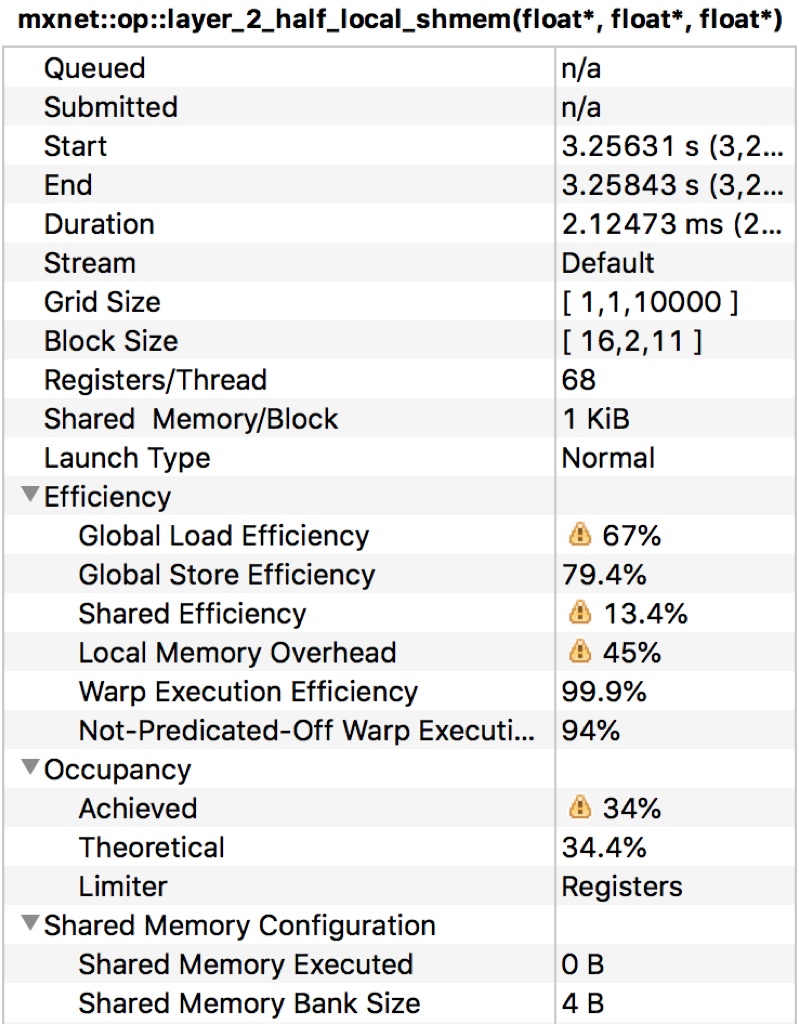 mxnet::op::layer_2_half_local_shmem(float*, float*, float*)
Queued n/a
Submitted n/a
Start 3.25631 s (3,2...
End 3.25843 s (3,2...
Duration 2.12473 ms (2...
Stream Default
Grid Size [ 1,1,10000 ]
Block Size [ 16,2,11 ]
Registers/Thread 68
Shared Memory/Block 1 KiB
Launch Type Normal
Efficiency
Global Load Efficiency 67%
Global Store Efficiency 79.4%
Shared Efficiency 13.4%
Local Memory Overhead 45%
Warp Execution Efficiency 99.9%
Not-Predicated-Off Warp Executi... 94%
Occupancy
Achieved 34%
Theoretical 34.4%
Limiter Registers
Shared Memory Configuration
Shared Memory Executed 0 B
Shared Memory Bank Size 4 B